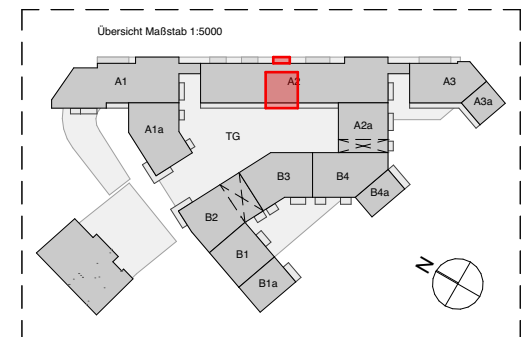 Übersicht Maßstab 1:5000
A1
A2
A3
A3a
A1a
TG
A2a
B3
B4
B4a
B2
B1
B1a
N